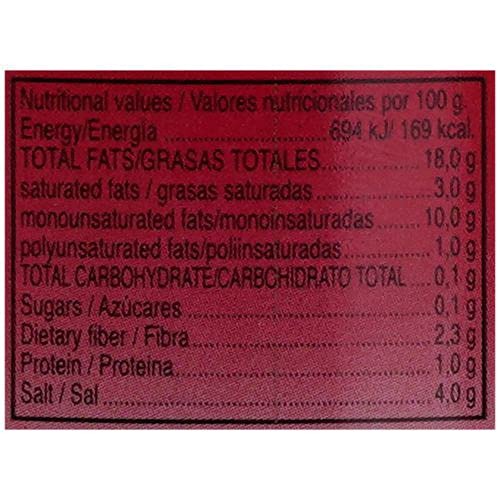 Nutritional values / Valores nutricionales por 100 g.
Energy/Energía ..................... 694 kJ/ 169 kcal.
TOTAL FATS/GRASAS TOTALES............. 18,0 g
saturated fats / grasas saturadas .................. 3,0 g
monounsaturated fats/monoinsaturadas ....... 10,0 g
polyunsaturated fats/poliinsaturadas ............ 1,0 g
TOTAL CARBOHYDRATE/CARBOHIDRATO TOTAL .... 0,1 g
Sugars / Azúcares ..................... 0,1 g
Dietary fiber / Fibra ..................... 2,3 g
Protein / Proteina ..................... 1,0 g
Salt / Sal ..................... 4,0 g